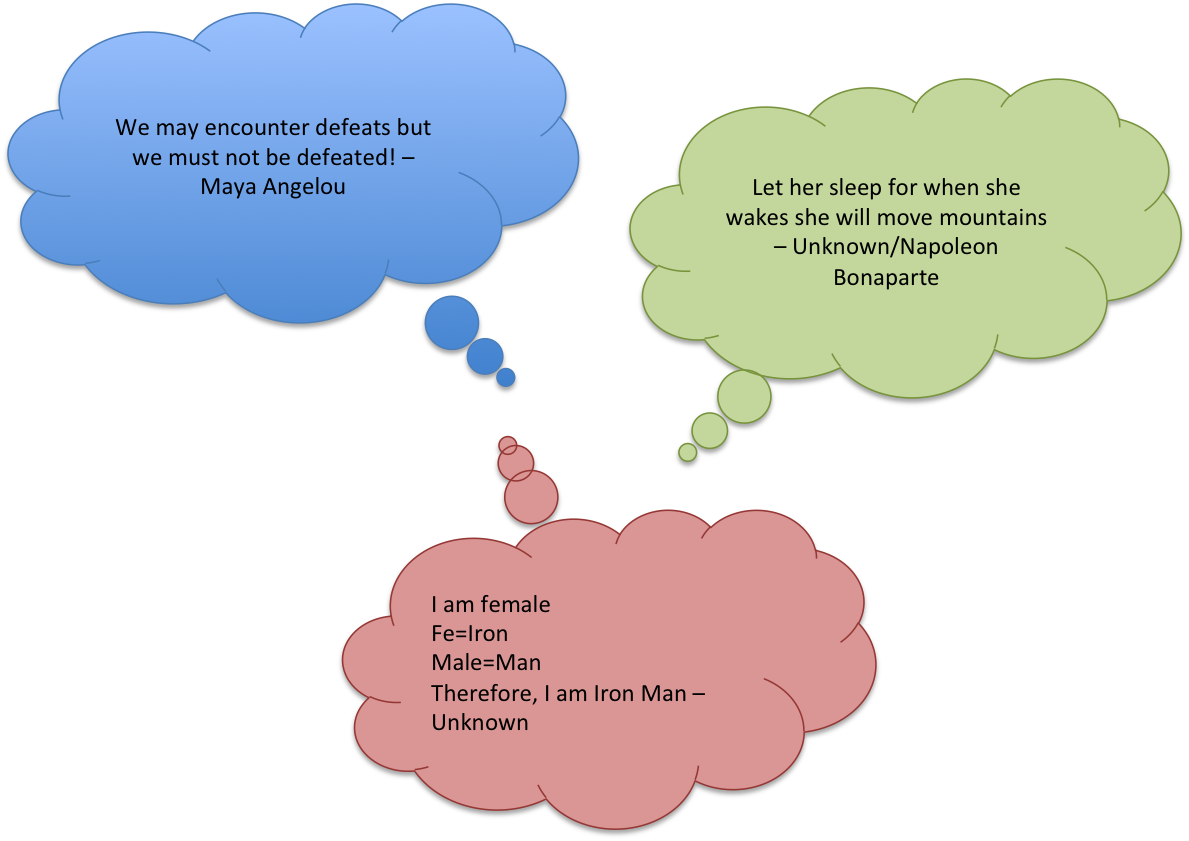 We may encounter defeats but
we must not be defeated! –
Maya Angelou
Let her sleep for when she
wakes she will move mountains
– Unknown/Napoleon
Bonaparte
I am female
Fe=Iron
Male=Man
Therefore, I am Iron Man –
Unknown